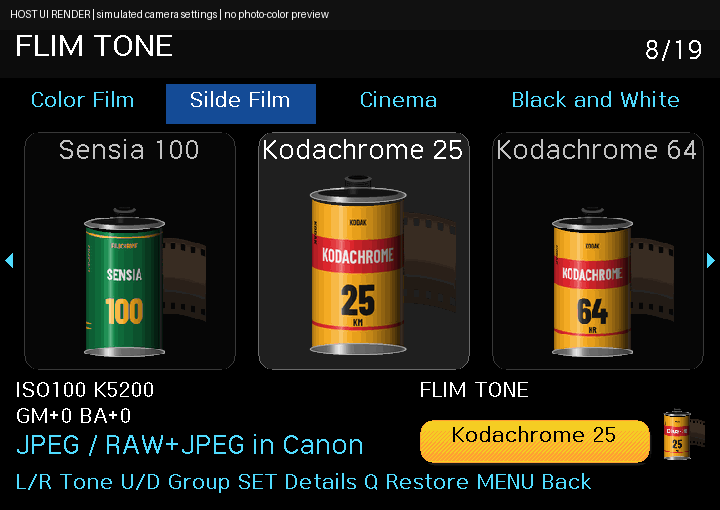 HOST UI RENDER | simulated camera settings | no photo-color preview
FLIM TONE
8/19
Color Film
Silde Film
Cinema
Black and White
Sensia 100
Kodachrome 25
Kodachrome 64
SENSIA
100
KODAK
KODACHROME
25
KM
KODAK
KODACHROME
64
KR
ISO100 K5200
GM+0 BA+0
JPEG / RAW+JPEG in Canon
FLIM TONE
Kodachrome 25
25
L/R Tone U/D Group SET Details Q Restore MENU Back